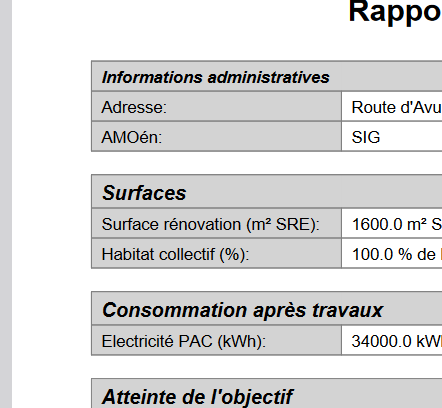 Rappo
Informations administratives
Adresse: Route d'Avu
AMOén: SIG
Surfaces
Surface rénovation (m² SRE): 1600.0 m² S
Habitat collectif (%): 100.0 % de
Consommation après travaux
Electricité PAC (kWh): 34000.0 kW
Atteinte de l'objectif